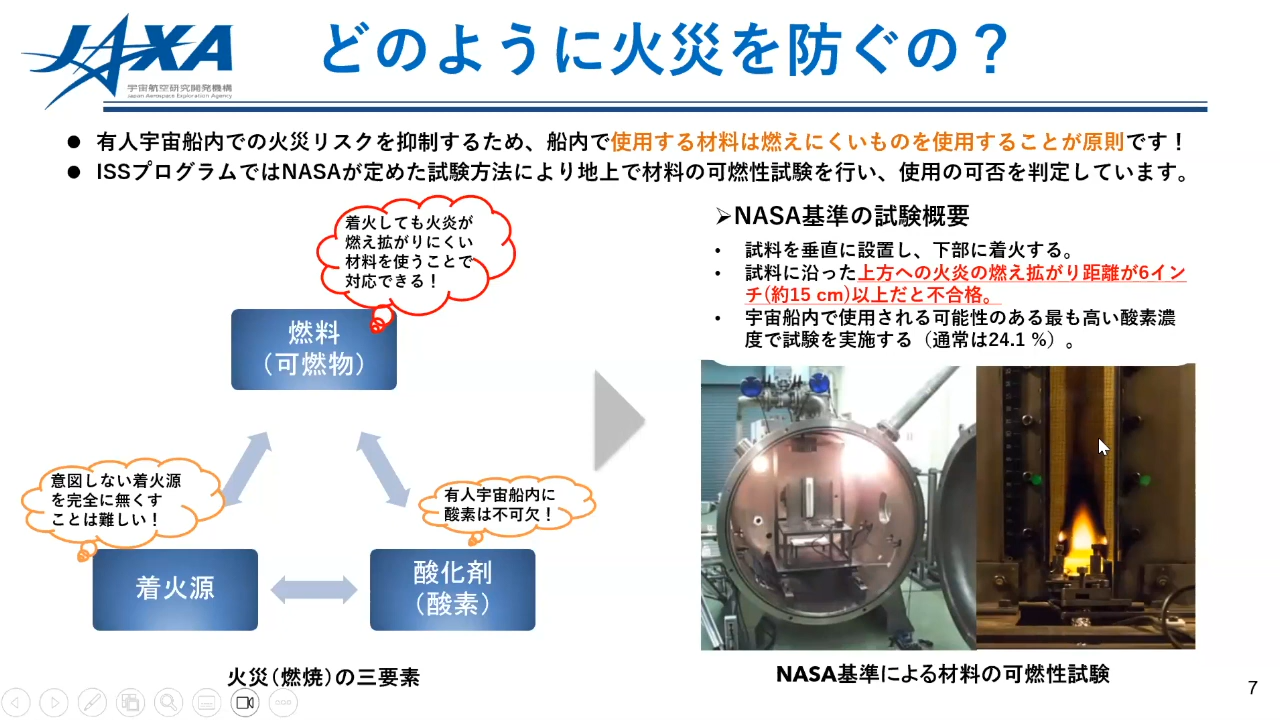 JAXA
宇宙航空研究開発機構
Japan Aerospace Exploration Agency
どのように火災を防ぐの？
● 有人宇宙船内での火災リスクを抑制するため、船内で使用する材料は燃えにくいものを使用することが原則です！
● ISSプログラムではNASAが定めた試験方法により地上で材料の可燃性試験を行い、使用の可否を判定しています。
着火しても火炎が
燃え拡がりにくい
材料を使うことで
対応できる！
燃料
（可燃物）
意図しない着火源
を完全に無くす
ことは難しい！
有人宇宙船内に
酸素は不可欠！
着火源
酸化剤
（酸素）
火災（燃焼）の三要素
➢NASA基準の試験概要
• 試料を垂直に設置し、下部に着火する。
• 試料に沿った上方への火炎の燃え拡がり距離が6イン
チ(約15 cm)以上だと不合格。
• 宇宙船内で使用される可能性のある最も高い酸素濃
度で試験を実施する（通常は24.1 %）。
NASA基準による材料の可燃性試験
7